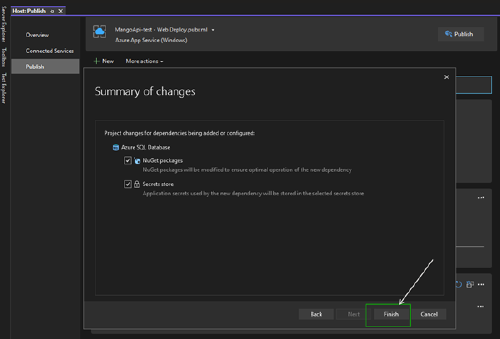 Host: Publish
Server Explorer
Toolbox
Test Explorer
Overview
Connected Services
Publish
MangoApi-test - Web Deploy.pubxml
Azure App Service (Windows)
Publish
New
More actions
Summary of changes
Project changes for dependencies being added or configured:
Azure SQL Database
NuGet packages
NuGet packages will be modified to ensure optimal operation of the new dependency
Secrets store
Application secrets used by the new dependency will be stored in the selected secrets store
Back
Next
Finish
Cancel